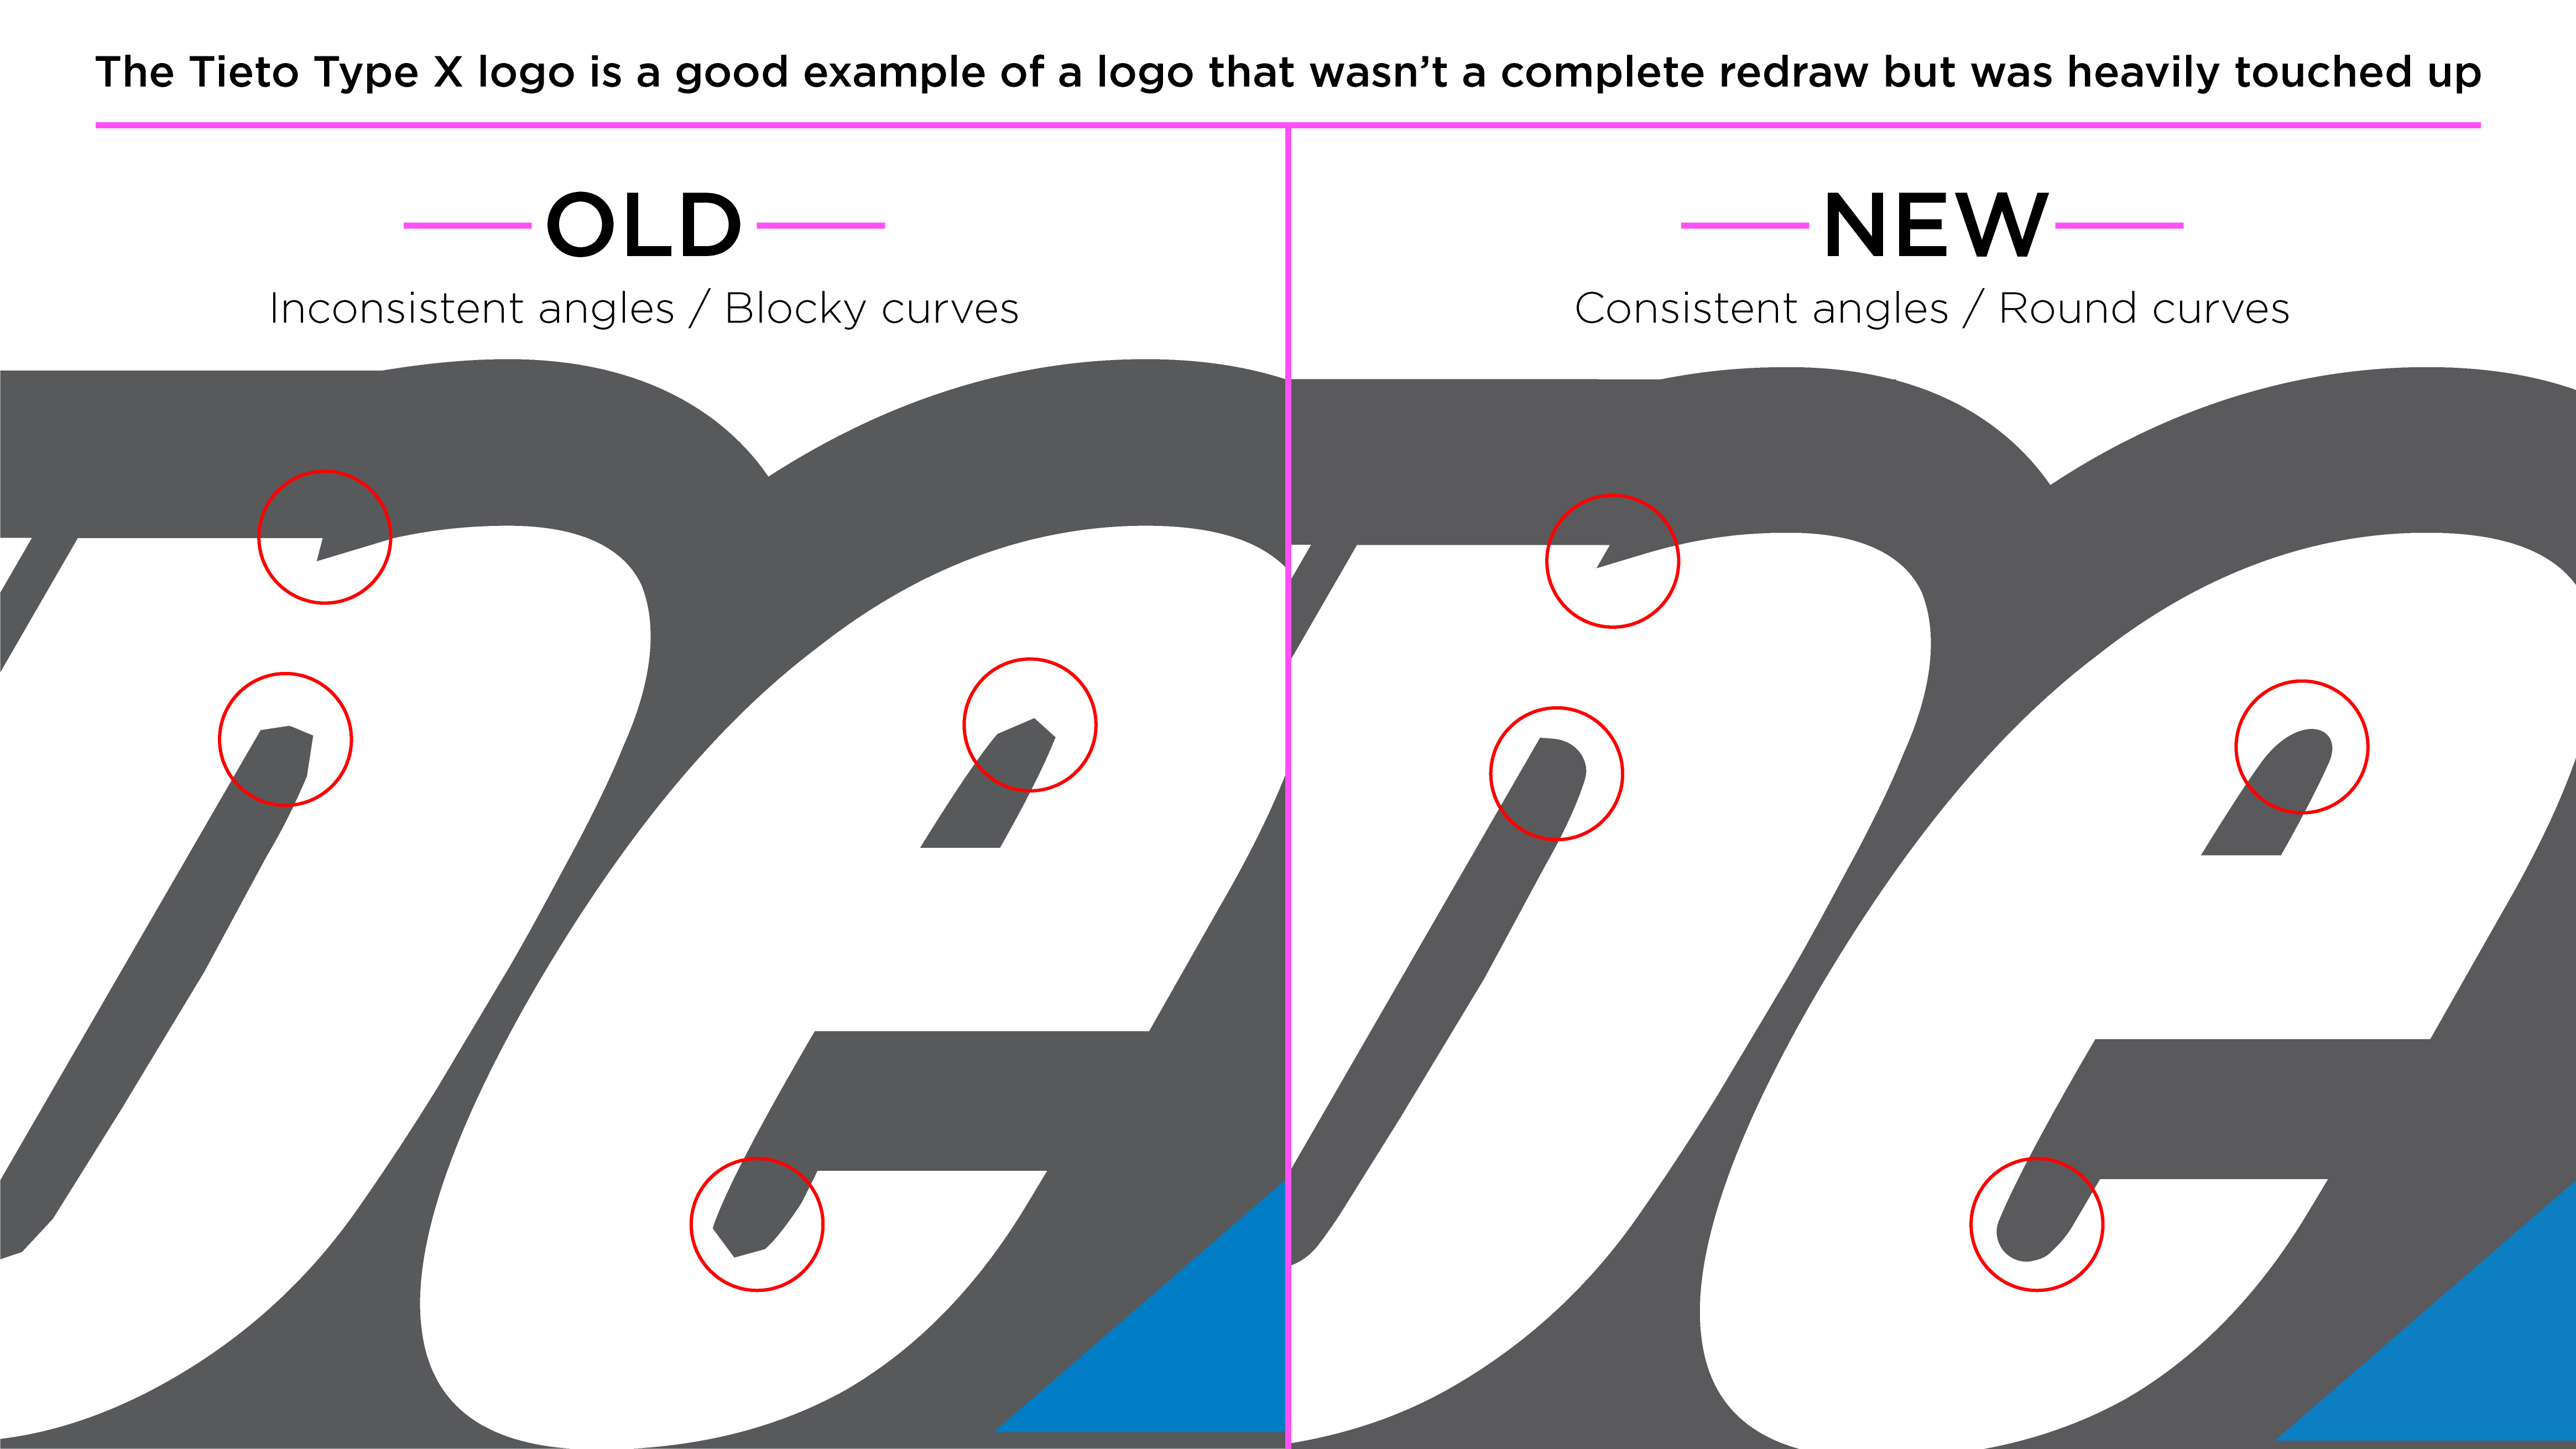 The Tieto Type X logo is a good example of a logo that wasn’t a complete redraw but was heavily touched up
OLD
Inconsistent angles / Blocky curves
NEW
Consistent angles / Round curves